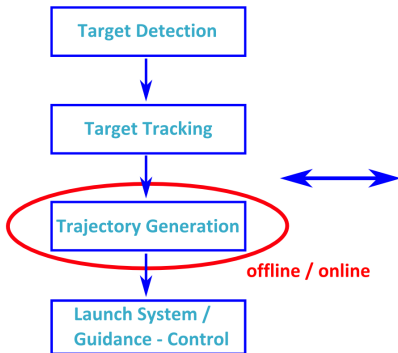 Target Detection
Target Tracking
Trajectory Generation
offline / online
Launch System /
Guidance - Control